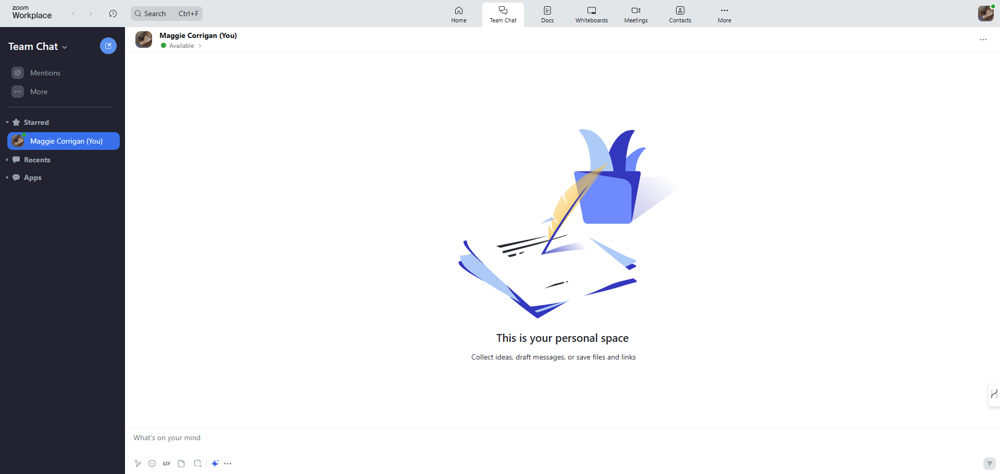 zoom
Workplace
Search Ctrl+F
Home
Team Chat
Docs
Whiteboards
Meetings
Contacts
More
Team Chat
@ Mentions
More
Starred
Maggie Corrigan (You)
Recents
Apps
Maggie Corrigan (You)
Available
This is your personal space
Collect ideas, draft messages, or save files and links
What's on your mind
GIF